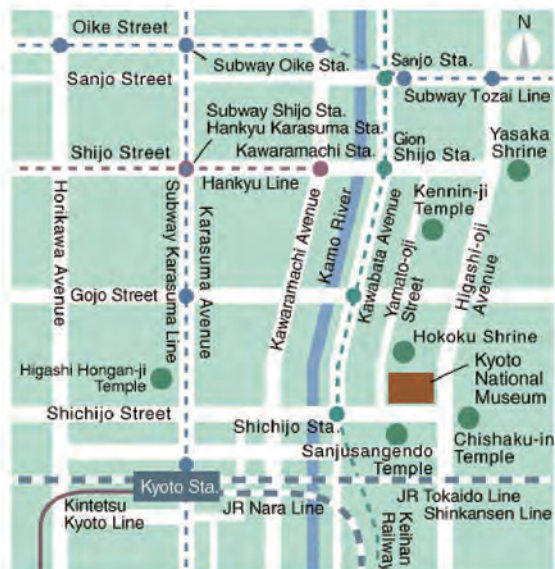 Oike Street
N
Subway Oike Sta.
Sanjo Sta.
Sanjo Street
Subway Tozai Line
Subway Shijo Sta.
Hankyu Karasuma Sta.
Gion
Shijo Sta.
Yasaka
Shrine
Shijo Street
Kawaramachi Sta.
Hankyu Line
Kennin-ji
Temple
Horikawa Avenue
Subway Karasuma Line
Karasuma Avenue
Kawaramachi Avenue
Kamo River
Kawabata Avenue
Yamato-oji
Street
Higashi-oji
Avenue
Gojo Street
Hokoku Shrine
Higashi Hongan-ji
Temple
Kyoto
National
Museum
Shichijo Street
Shichijo Sta.
Sanjusangendo
Temple
Chishaku-in
Temple
Kyoto Sta.
Kintetsu
Kyoto Line
JR Nara Line
Keihan
Railway
JR Tokaido Line
Shinkansen Line